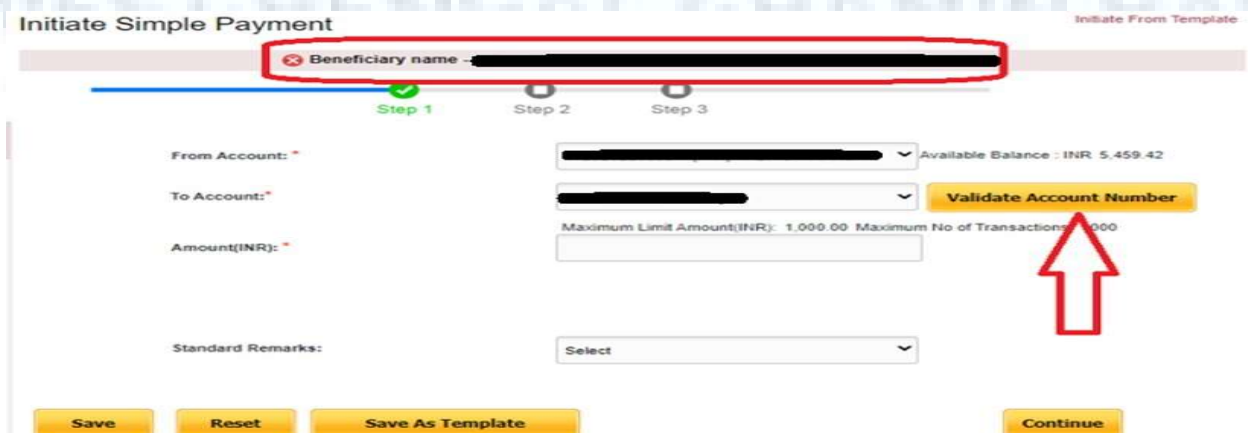 Initiate Simple Payment
Initiate From Template
Beneficiary name -
Step 1
Step 2
Step 3
From Account: *
Available Balance : INR 5,459.42
To Account:*
Validate Account Number
Maximum Limit Amount(INR): 1,000.00 Maximum No of Transactions
Amount(INR): *
Standard Remarks:
Select
Save
Reset
Save As Template
Continue